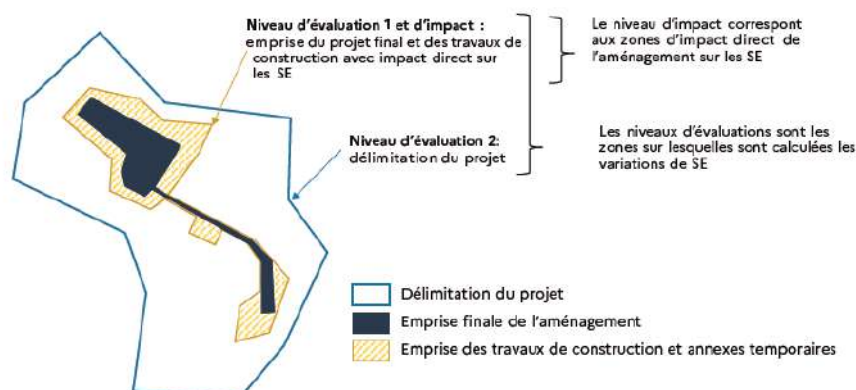 Niveau d'évaluation 1 et d'impact :
emprise du projet final et des travaux de
construction avec impact direct sur
les SE
Le niveau d'impact correspont
aux zones d'impact direct de
l'aménagement sur les SE
Niveau d'évaluation 2:
délimitation du projet
Les niveaux d'évaluations sont les
zones sur lesquelles sont calculées les
variations de SE
Délimitation du projet
Emprise finale de l'aménagement
Emprise des travaux de construction et annexes temporaires